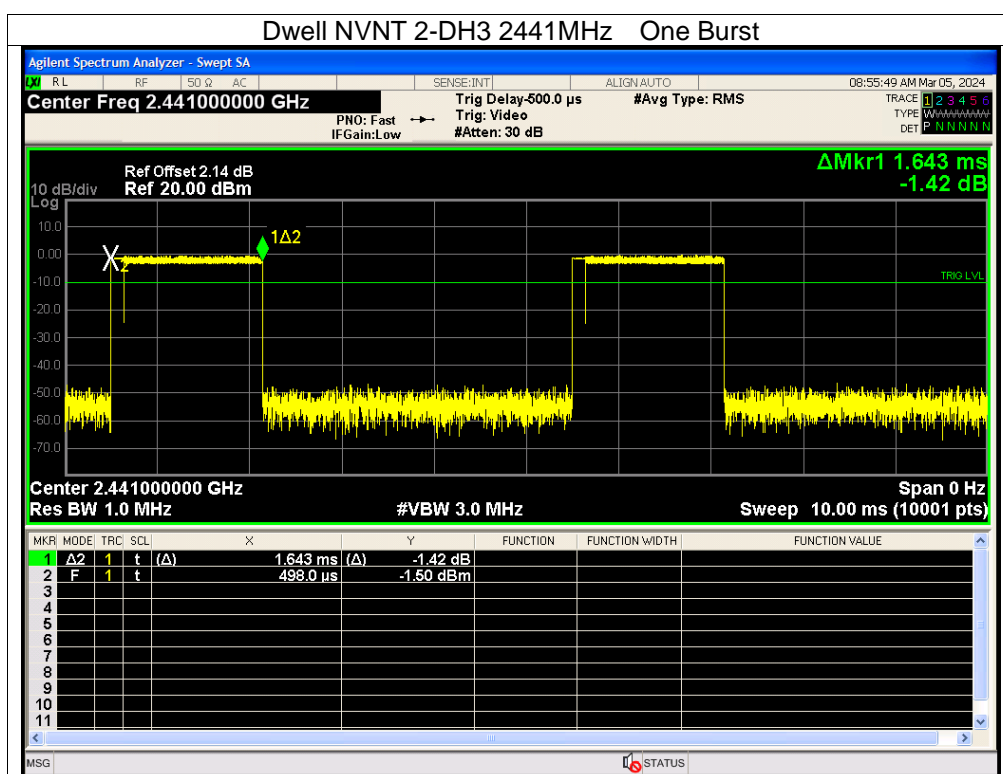 Dwell NVNT 2-DH3 2441MHz One Burst
Agilent Spectrum Analyzer - Swept SA
LXI RL RF 50 Ω AC SENSE:INT ALIGN AUTO 08:55:49 AM Mar 05, 2024
Center Freq 2.441000000 GHz Trig Delay-500.0 µs #Avg Type: RMS TRACE 1 2 3 4 5 6
PNO: Fast Trig: Video TYPE W
IFGain:Low #Atten: 30 dB DET P N N N N N
ΔMkr1 1.643 ms
Ref Offset 2.14 dB
10 dB/div Ref 20.00 dBm -1.42 dB
Log
10.0
1Δ2
0.00
X2
-10.0
TRIG LVL
-20.0
-30.0
-40.0
-50.0
-60.0
-70.0
Center 2.441000000 GHz Span 0 Hz
Res BW 1.0 MHz #VBW 3.0 MHz Sweep 10.00 ms (10001 pts)
MKR MODE TRC SCL X Y FUNCTION FUNCTION WIDTH FUNCTION VALUE
1 Δ2 1 t (Δ) 1.643 ms (Δ) -1.42 dB
2 F 1 t 498.0 µs -1.50 dBm
3
4
5
6
7
8
9
10
11
MSG STATUS